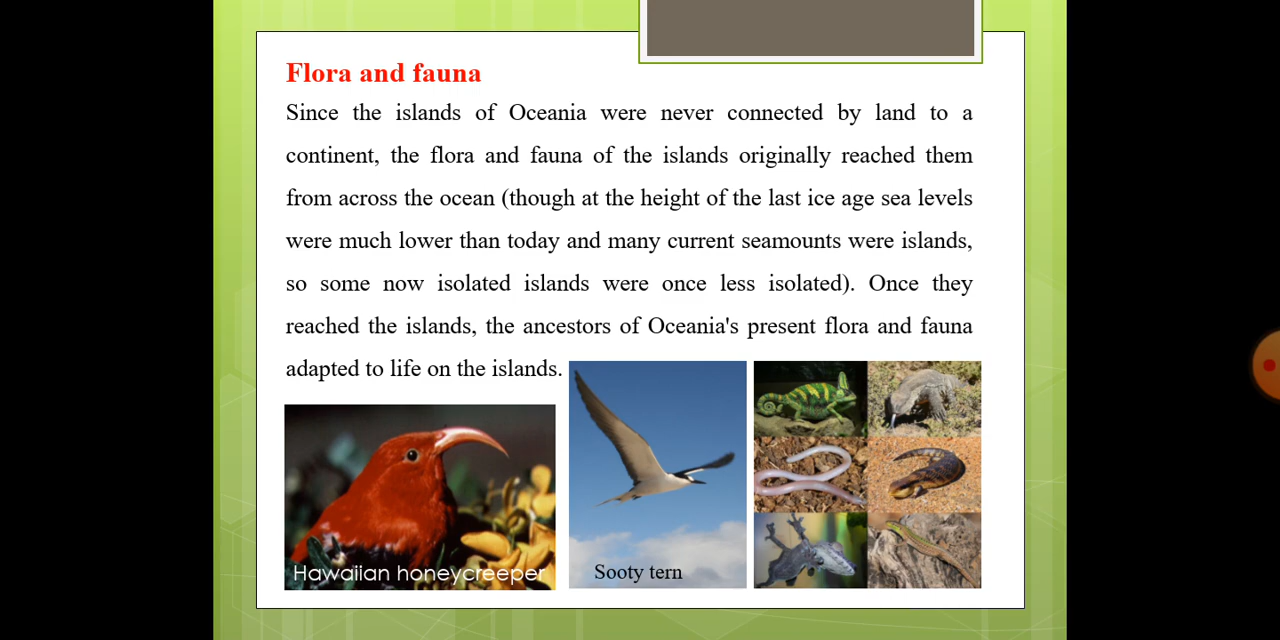 Flora and fauna
Since the islands of Oceania were never connected by land to a
continent, the flora and fauna of the islands originally reached them
from across the ocean (though at the height of the last ice age sea levels
were much lower than today and many current seamounts were islands,
so some now isolated islands were once less isolated). Once they
reached the islands, the ancestors of Oceania's present flora and fauna
adapted to life on the islands.
Hawaiian honeycreeper
Sooty tern